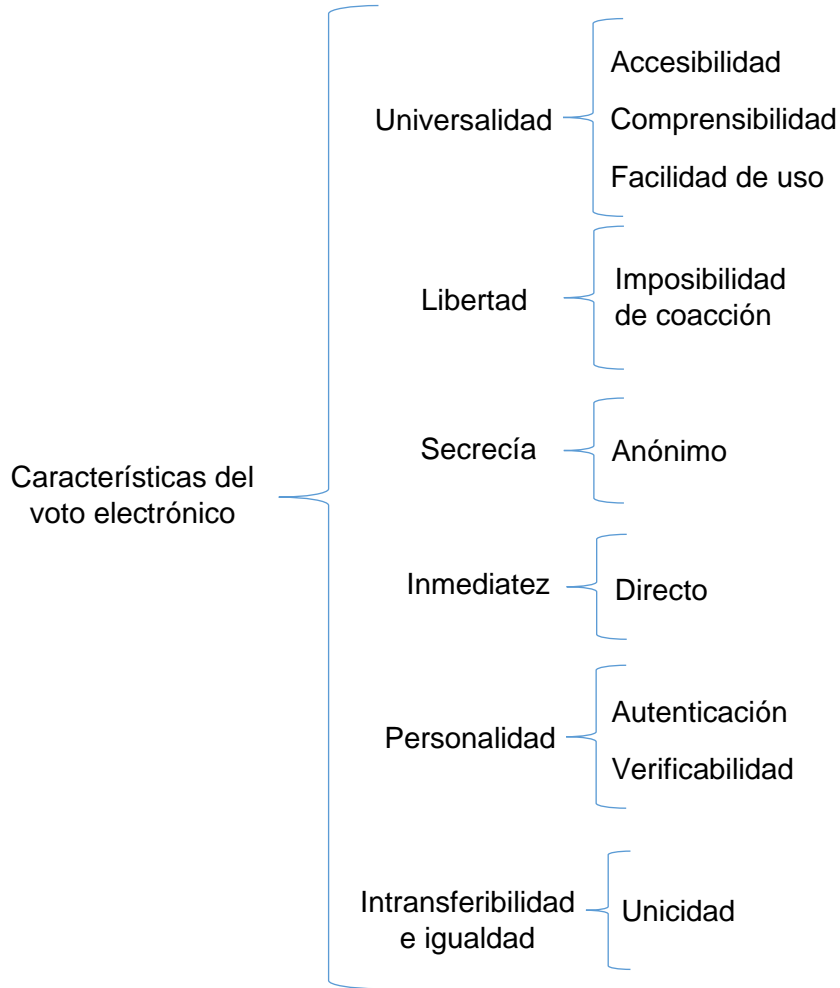 Características del
voto electrónico
Universalidad
Accesibilidad
Comprensibilidad
Facilidad de uso
Libertad
Imposibilidad
de coacción
Secrecía
Anónimo
Inmediatez
Directo
Personalidad
Autenticación
Verificabilidad
Intransferibilidad
e igualdad
Unicidad